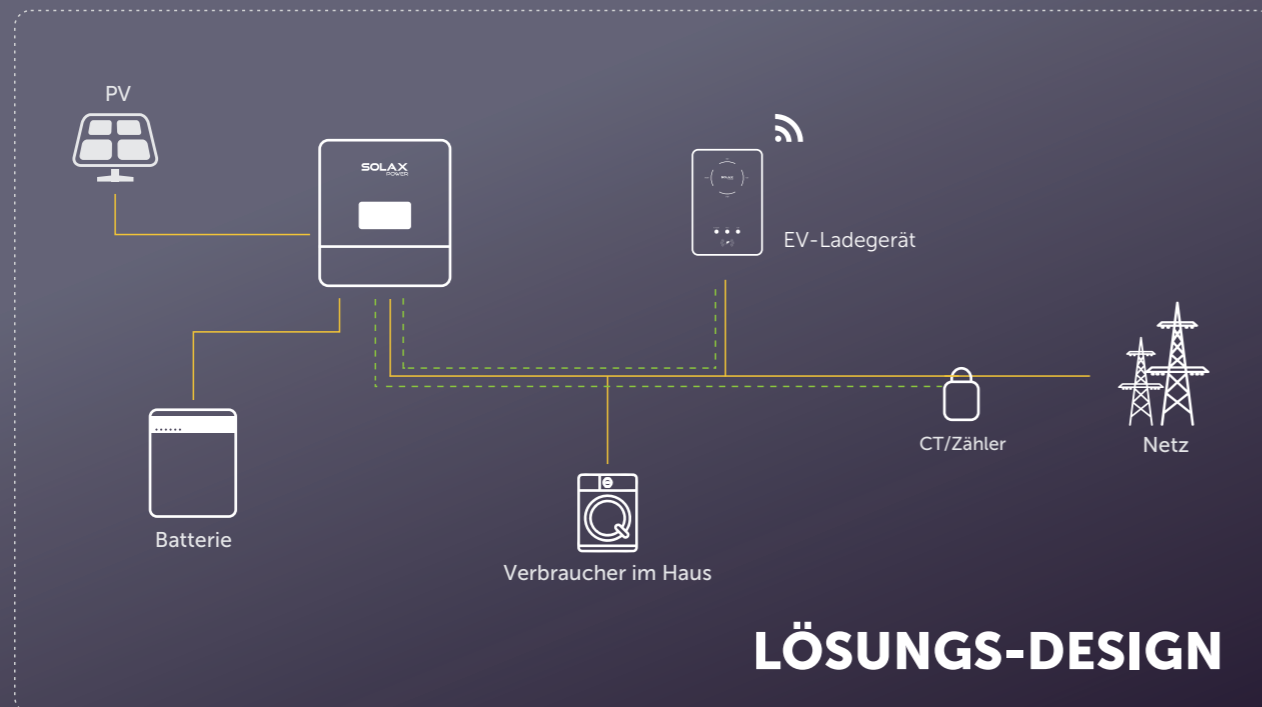 PV
SOLAX
POWER
EV-Ladegerät
CT/Zähler
Netz
Batterie
Verbraucher im Haus
LÖSUNGS-DESIGN